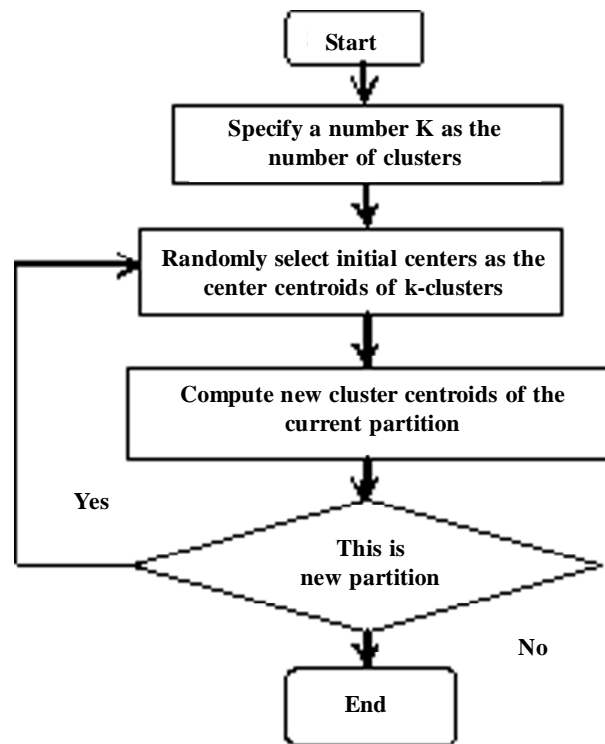 Start
Specify a number K as the
number of clusters
Randomly select initial centers as the
center centroids of k-clusters
Compute new cluster centroids of the
current partition
Yes
This is
new partition
No
End